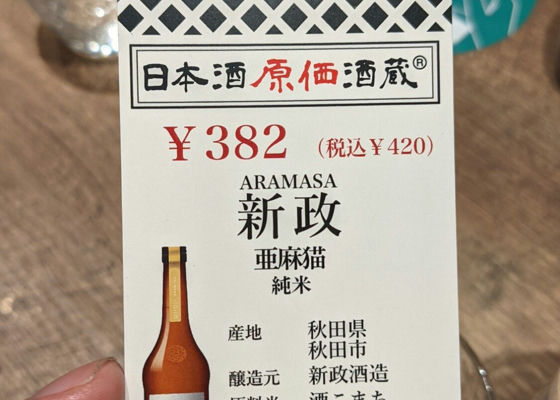 日本酒原価酒蔵®
￥382 （税込￥420）
ARAMASA
新政
亜麻猫
純米
産地 秋田県
秋田市
醸造元 新政酒造